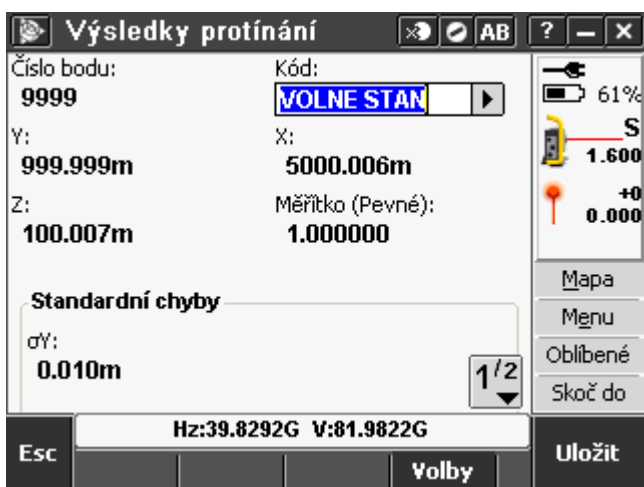 Výsledky protínání AB ? – ×
Číslo bodu: Kód:
9999 VOLNE STAN
61%
Y: X:
S
999.999m 5000.006m
1.600
Z: Měřítko (Pevné):
+0
100.007m 1.000000
0.000
Mapa
Standardní chyby
Menu
σY:
Oblíbené
0.010m
1/2
Skoč do
Hz:39.8292G V:81.9822G
Esc
Volby
Uložit